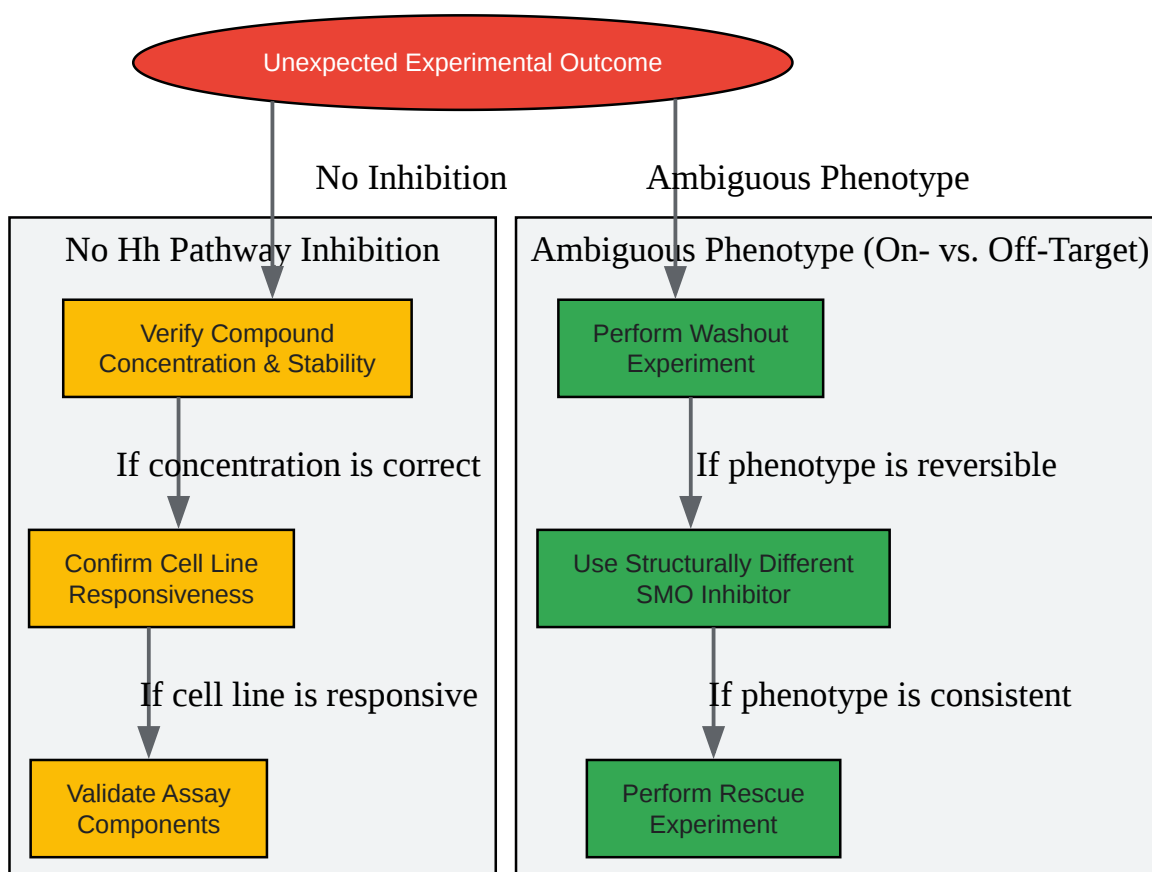 Unexpected Experimental Outcome
No Inhibition
Ambiguous Phenotype
No Hh Pathway Inhibition
Verify Compound
Concentration & Stability
If concentration is correct
Confirm Cell Line
Responsiveness
If cell line is responsive
Validate Assay
Components
Ambiguous Phenotype (On- vs. Off-Target)
Perform Washout
Experiment
If phenotype is reversible
Use Structurally Different
SMO Inhibitor
If phenotype is consistent
Perform Rescue
Experiment